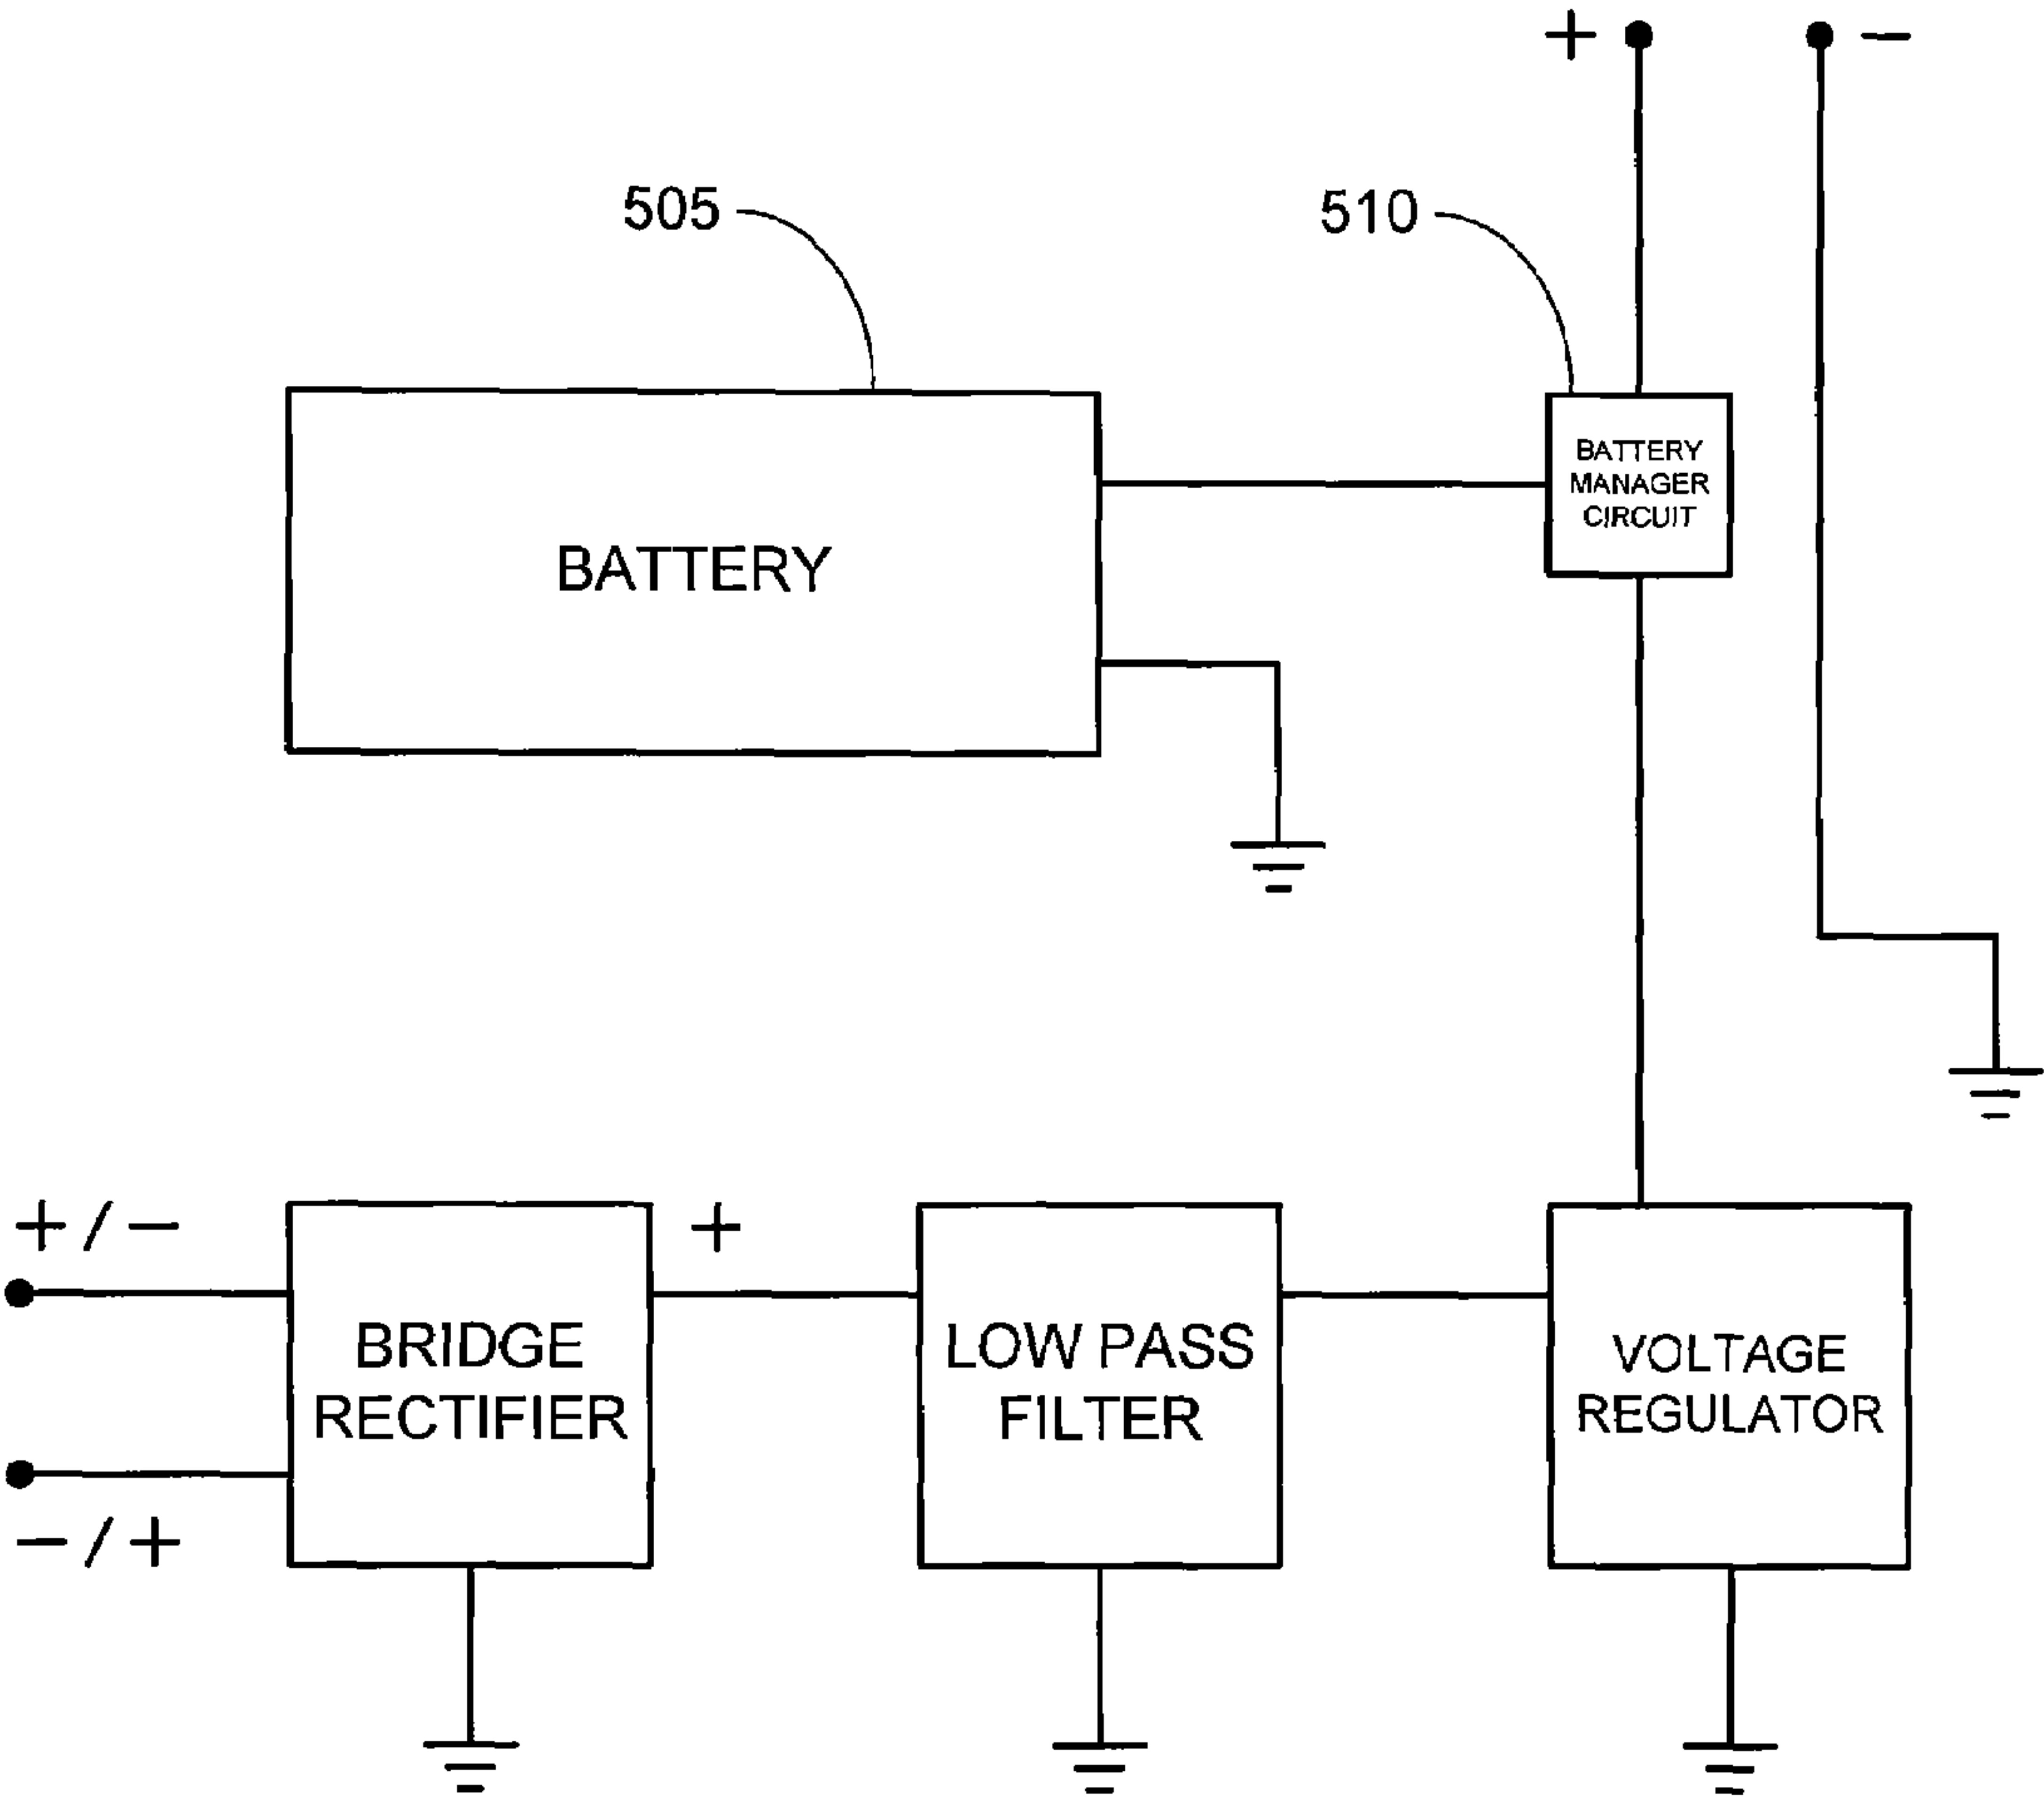 + -
505
510
BATTERY
MANAGER
CIRCUIT
BATTERY
+/-
+
BRIDGE
RECTIFIER
LOW PASS
FILTER
VOLTAGE
REGULATOR
-/+